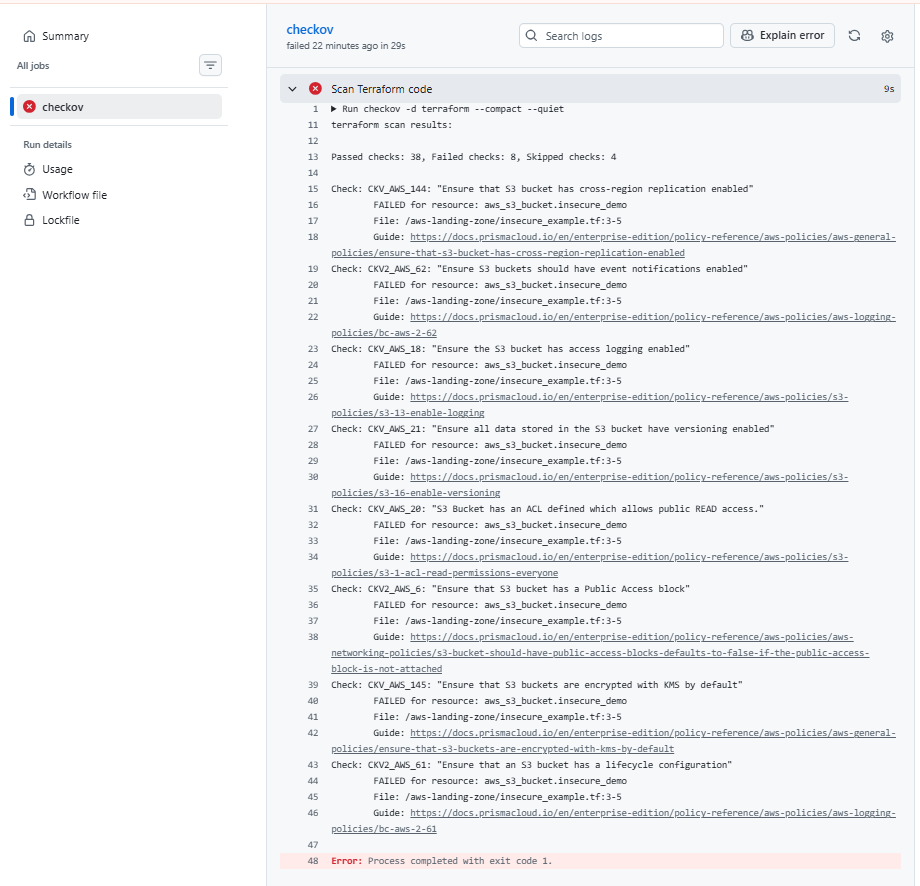 Summary
All jobs
checkov
Run details
Usage
Workflow file
Lockfile
checkov
failed 22 minutes ago in 29s
Search logs
Explain error
Scan Terraform code
9s
1 Run checkov -d terraform --compact --quiet
11 terraform scan results:
12
13 Passed checks: 38, Failed checks: 8, Skipped checks: 4
14
15 Check: CKV_AWS_144: "Ensure that S3 bucket has cross-region replication enabled"
16 FAILED for resource: aws_s3_bucket.insecure_demo
17 File: /aws-landing-zone/insecure_example.tf:3-5
18 Guide: https://docs.prismacloud.io/en/enterprise-edition/policy-reference/aws-policies/aws-general-
policies/ensure-that-s3-bucket-has-cross-region-replication-enabled
19 Check: CKV2_AWS_62: "Ensure S3 buckets should have event notifications enabled"
20 FAILED for resource: aws_s3_bucket.insecure_demo
21 File: /aws-landing-zone/insecure_example.tf:3-5
22 Guide: https://docs.prismacloud.io/en/enterprise-edition/policy-reference/aws-policies/aws-logging-
policies/bc-aws-2-62
23 Check: CKV_AWS_18: "Ensure the S3 bucket has access logging enabled"
24 FAILED for resource: aws_s3_bucket.insecure_demo
25 File: /aws-landing-zone/insecure_example.tf:3-5
26 Guide: https://docs.prismacloud.io/en/enterprise-edition/policy-reference/aws-policies/s3-
policies/s3-13-enable-logging
27 Check: CKV_AWS_21: "Ensure all data stored in the S3 bucket have versioning enabled"
28 FAILED for resource: aws_s3_bucket.insecure_demo
29 File: /aws-landing-zone/insecure_example.tf:3-5
30 Guide: https://docs.prismacloud.io/en/enterprise-edition/policy-reference/aws-policies/s3-
policies/s3-16-enable-versioning
31 Check: CKV_AWS_20: "S3 Bucket has an ACL defined which allows public READ access."
32 FAILED for resource: aws_s3_bucket.insecure_demo
33 File: /aws-landing-zone/insecure_example.tf:3-5
34 Guide: https://docs.prismacloud.io/en/enterprise-edition/policy-reference/aws-policies/s3-
policies/s3-1-acl-read-permissions-everyone
35 Check: CKV2_AWS_6: "Ensure that S3 bucket has a Public Access block"
36 FAILED for resource: aws_s3_bucket.insecure_demo
37 File: /aws-landing-zone/insecure_example.tf:3-5
38 Guide: https://docs.prismacloud.io/en/enterprise-edition/policy-reference/aws-policies/aws-
networking-policies/s3-bucket-should-have-public-access-blocks-defaults-to-false-if-the-public-access-
block-is-not-attached
39 Check: CKV_AWS_145: "Ensure that S3 buckets are encrypted with KMS by default"
40 FAILED for resource: aws_s3_bucket.insecure_demo
41 File: /aws-landing-zone/insecure_example.tf:3-5
42 Guide: https://docs.prismacloud.io/en/enterprise-edition/policy-reference/aws-policies/aws-general-
policies/ensure-that-s3-buckets-are-encrypted-with-kms-by-default
43 Check: CKV2_AWS_61: "Ensure that an S3 bucket has a lifecycle configuration"
44 FAILED for resource: aws_s3_bucket.insecure_demo
45 File: /aws-landing-zone/insecure_example.tf:3-5
46 Guide: https://docs.prismacloud.io/en/enterprise-edition/policy-reference/aws-policies/aws-logging-
policies/bc-aws-2-61
47
48 Error: Process completed with exit code 1.